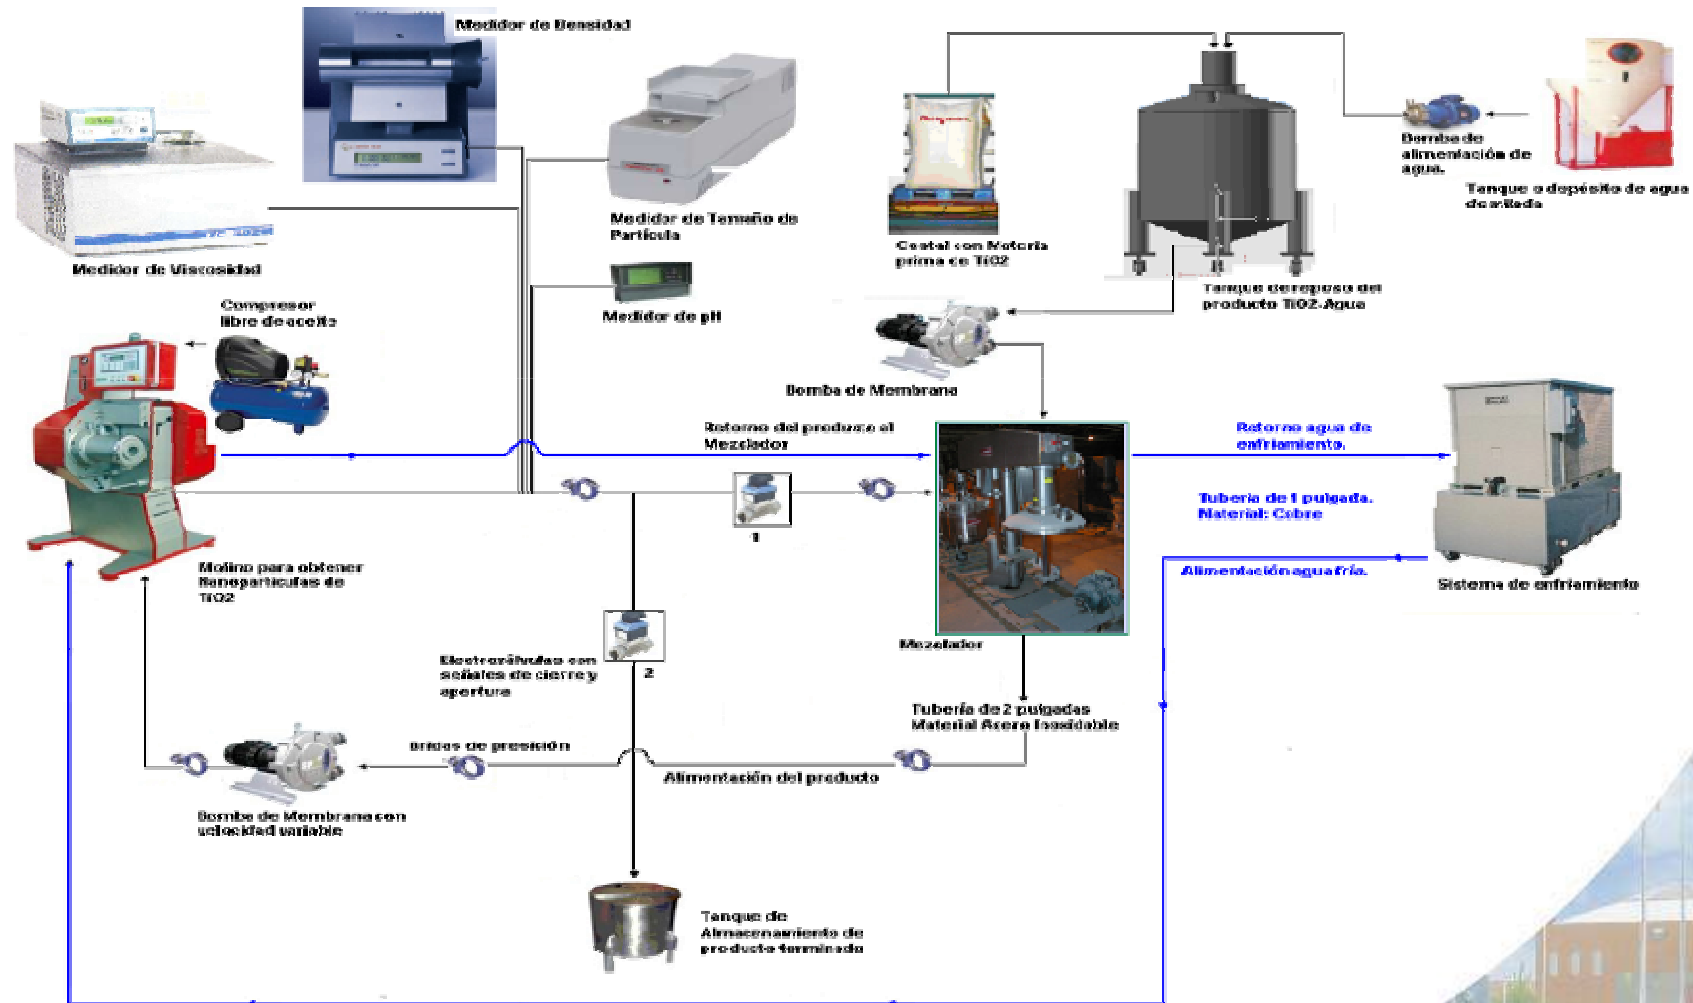 Medidor de Densidad
Medidor de Tamaño de
Partícula
Medidor de Viscosidad
Medidor de pH
Compresor
libre de aceite
Costal con Materia
prima de TiO2
Tanque de reposo del
producto TiO2-Agua
Bomba de
alimentación de
agua.
Tanque o depósito de agua
Bomba de Membrana
Retorno del producto al
Mezclador
Retorno agua de
enfriamiento.
Tubería de 1 pulgada.
Material: Cobre
1
Alimentación agua fría.
Sistema de enfriamiento
Molino para obtener
Nanopartículas de
TiO2
Mezclador
Electroválvulas con
señales de cierre y
apertura
2
Tubería de 2 pulgadas
Material Acero Inoxidable
Bridas de presición
Alimentación del producto
Bomba de Membrana con
velocidad variable
Tanque de
Almacenamiento de
producto terminado